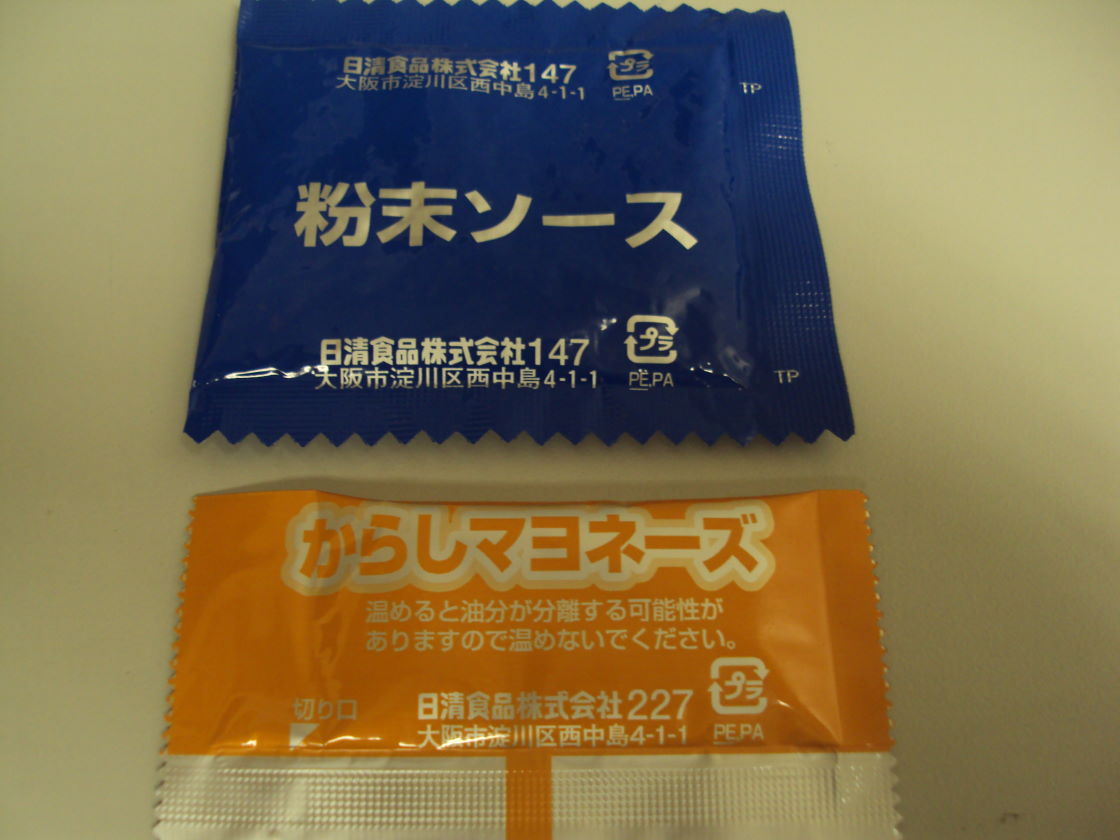 日清食品株式会社147 プラ
大阪市淀川区西中島4-1-1 PE,PA TP
粉末ソース
日清食品株式会社147 プラ
大阪市淀川区西中島4-1-1 PE,PA TP
からしマヨネーズ
温めると油分が分離する可能性が
ありますので温めないでください。
切り口 日清食品株式会社227 プラ
大阪市淀川区西中島4-1-1 PE,PA